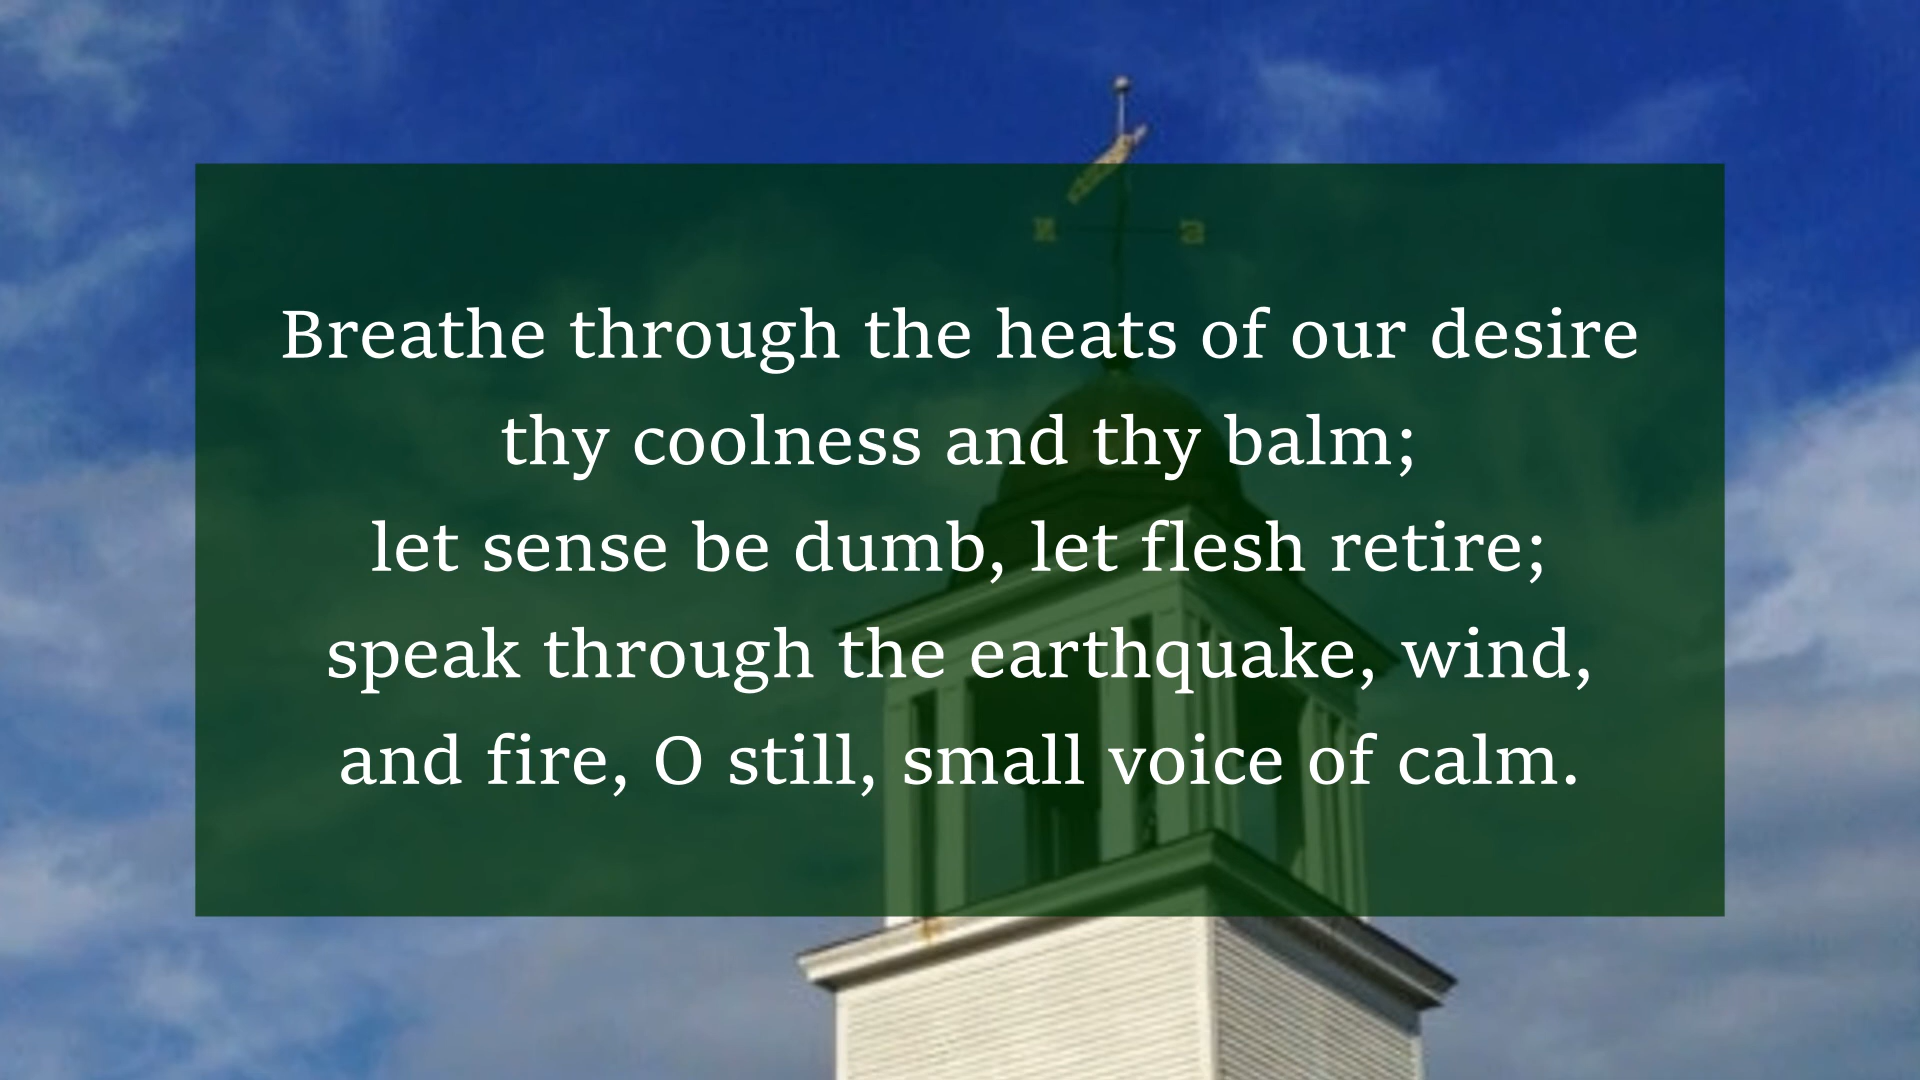 Breathe through the heats of our desire
thy coolness and thy balm;
let sense be dumb, let flesh retire;
speak through the earthquake, wind,
and fire, O still, small voice of calm.